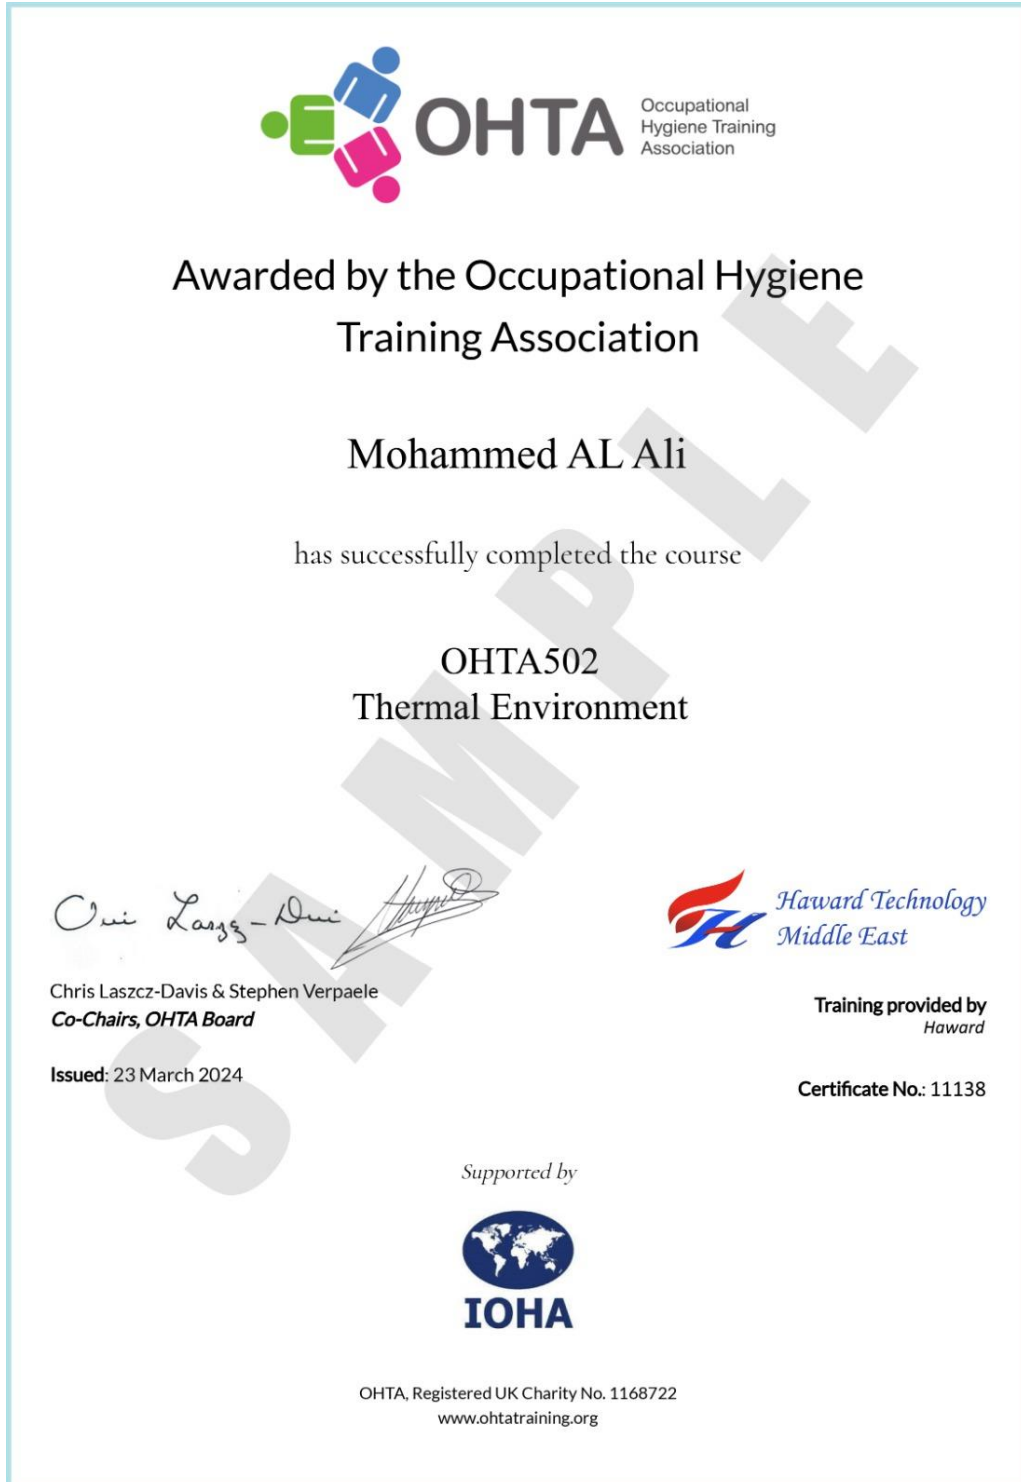 OHTA
Occupational
Hygiene Training
Association
Awarded by the Occupational Hygiene
Training Association
Mohammed AL Ali
has successfully completed the course
OHTA502
Thermal Environment
SAMPLE
Chris Laszcz-Davis & Stephen Verpaele
Co-Chairs, OHTA Board
Issued: 23 March 2024
Haward Technology
Middle East
Training provided by
Haward
Certificate No.: 11138
Supported by
IOHA
OHTA, Registered UK Charity No. 1168722
www.ohtatraining.org